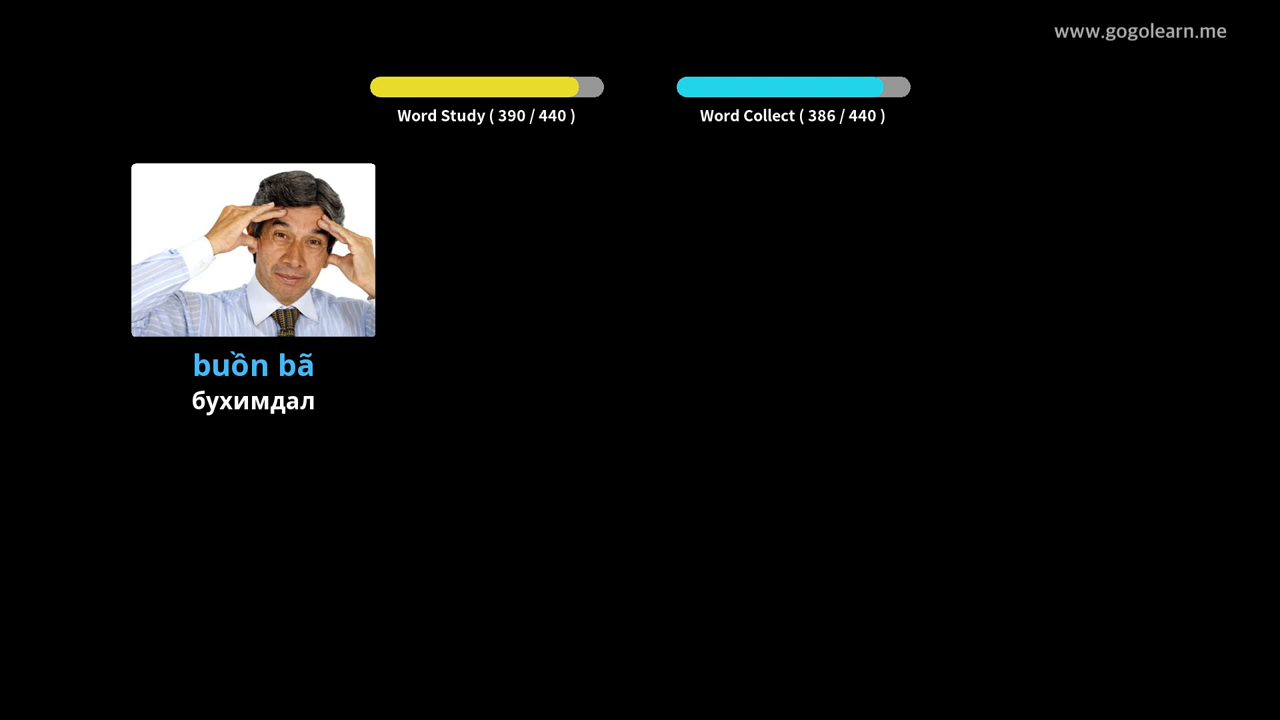 www.gogolearn.me
Word Study ( 390 / 440 )
Word Collect ( 386 / 440 )
buồn bã
бухимдал